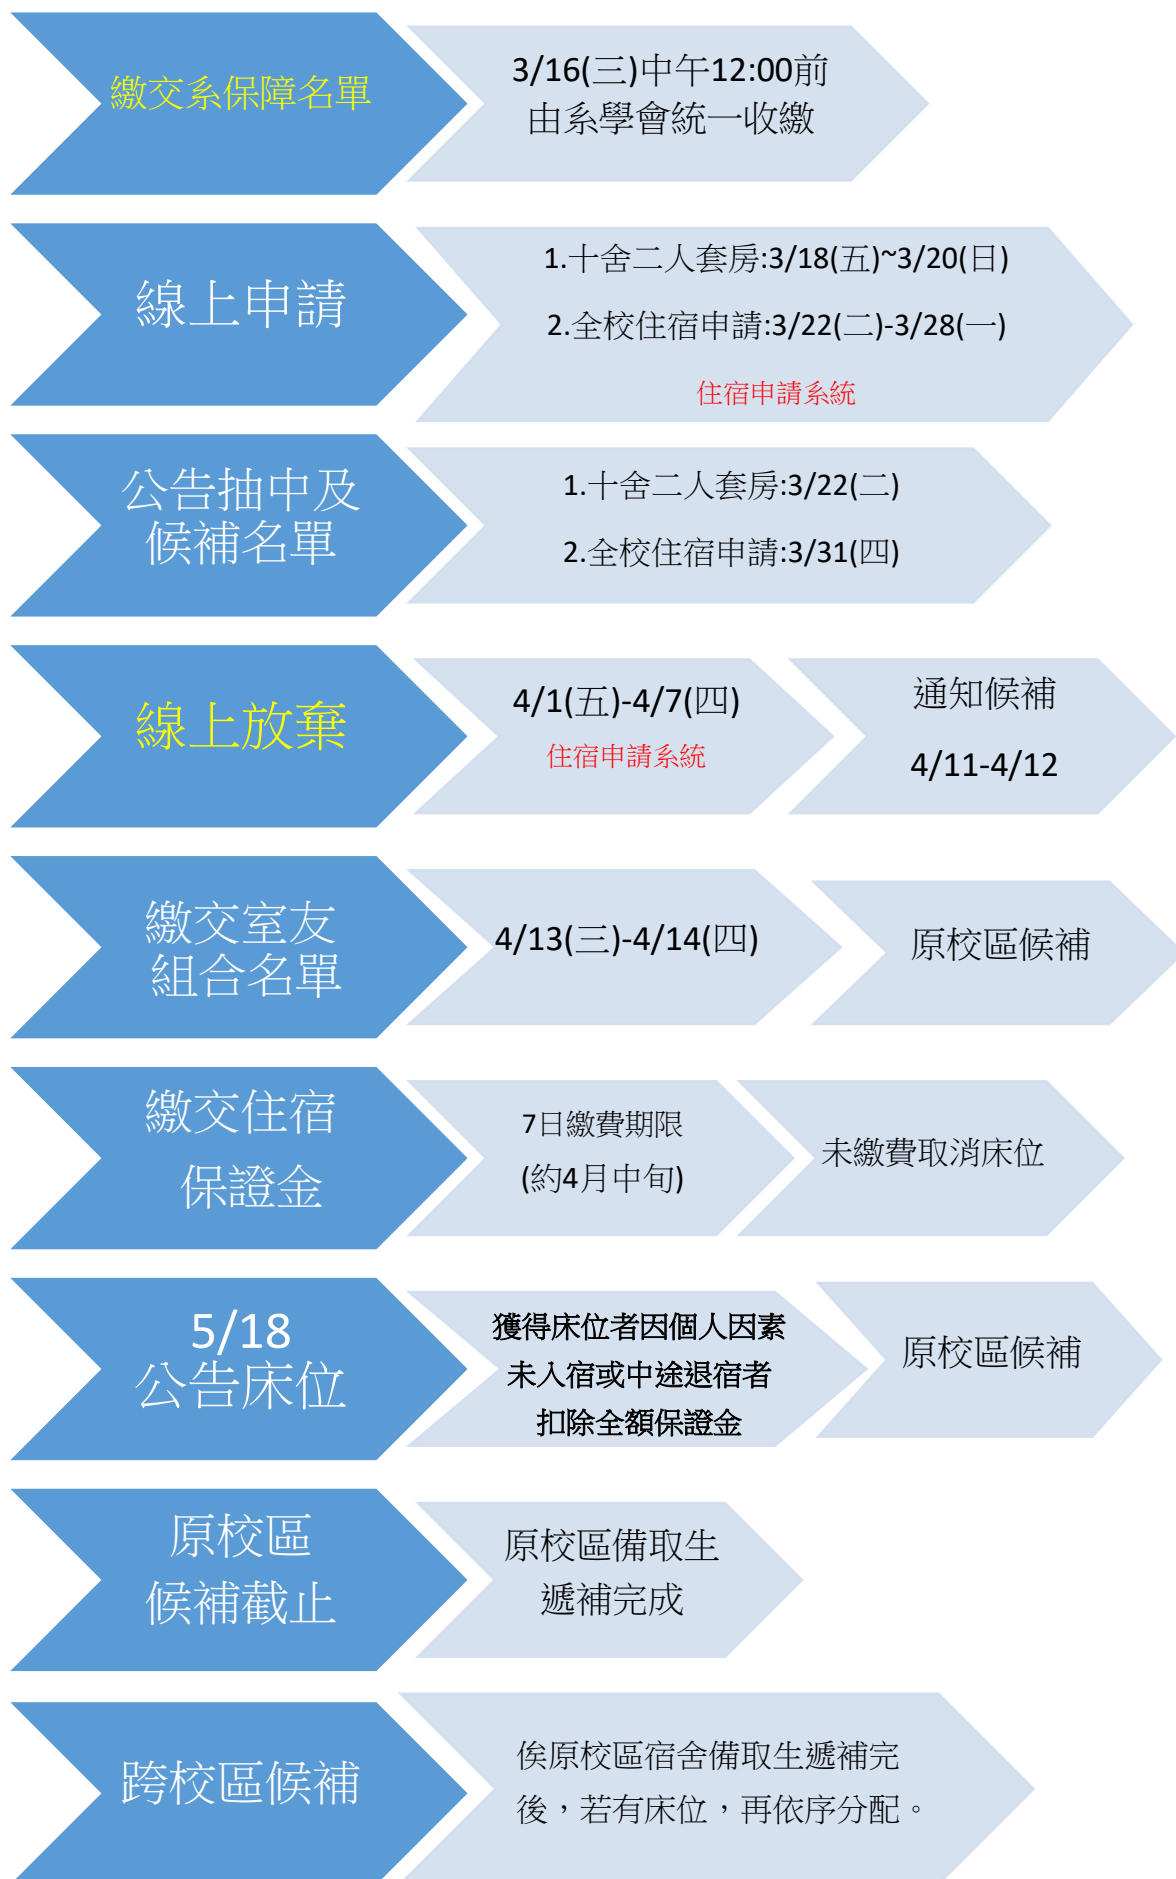 繳交系保障名單
3/16(三)中午12:00前
由系學會統一收繳
線上申請
1.十舍二人套房:3/18(五)~3/20(日)
2.全校住宿申請:3/22(二)-3/28(一)
住宿申請系統
公告抽中及
候補名單
1.十舍二人套房:3/22(二)
2.全校住宿申請:3/31(四)
線上放棄
4/1(五)-4/7(四)
住宿申請系統
通知候補
4/11-4/12
繳交室友
組合名單
4/13(三)-4/14(四)
原校區候補
繳交住宿
保證金
7日繳費期限
(約4月中旬)
未繳費取消床位
5/18
公告床位
獲得床位者因個人因素
未入宿或中途退宿者
扣除全額保證金
原校區候補
原校區
候補截止
原校區備取生
遞補完成
跨校區候補
俟原校區宿舍備取生遞補完
後，若有床位，再依序分配。